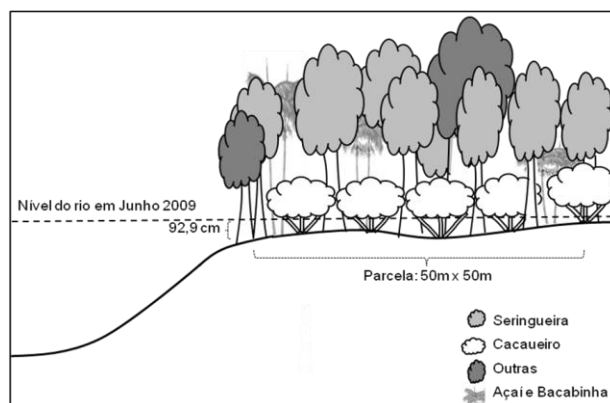 Nível do rio em Junho 2009
92,9 cm
Parcela: 50m x 50m
Seringueira
Cacaueiro
Outras
Açaí e Bacabinha